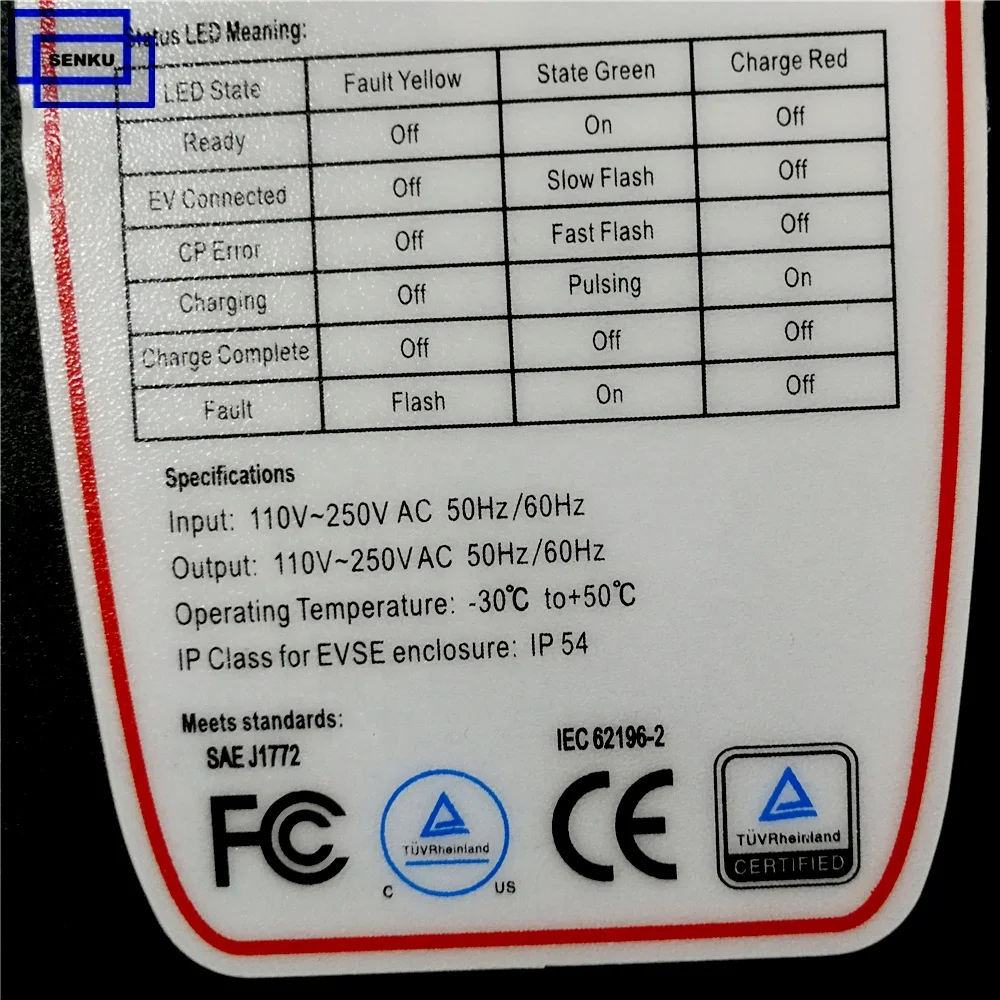 SENKU
Status LED Meaning:
LED State Fault Yellow State Green Charge Red
Ready Off On Off
EV Connected Off Slow Flash Off
CP Error Off Fast Flash Off
Charging Off Pulsing On
Charge Complete Off Off Off
Fault Flash On Off
Specifications
Input: 110V~250V AC 50Hz/60Hz
Output: 110V~250VAC 50Hz/60Hz
Operating Temperature: -30℃ to+50℃
IP Class for EVSE enclosure: IP 54
Meets standards:
SAE J1772
IEC 62196-2
FC
TÜVRheinland
C US
CE
TÜVRheinland
CERTIFIED